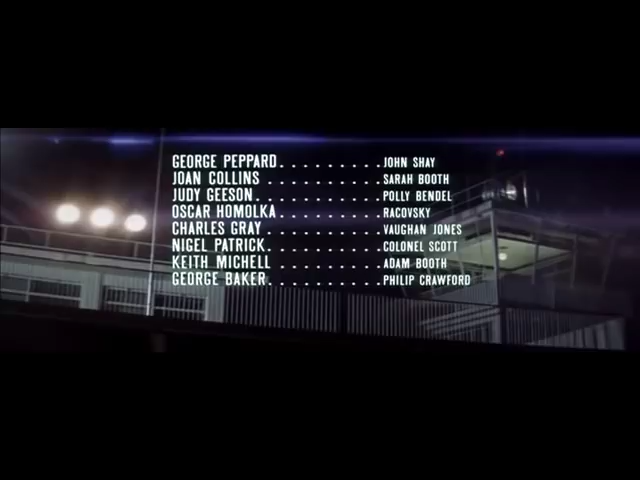 GEORGE PEPPARD . . . . . . . . . JOHN SHAY
JOAN COLLINS . . . . . . . . . . SARAH BOOTH
JUDY GEESON . . . . . . . . . . . POLLY BENDEL
OSCAR HOMOLKA . . . . . . . . . RACOVSKY
CHARLES GRAY . . . . . . . . . . VAUGHAN JONES
NIGEL PATRICK . . . . . . . . . . COLONEL SCOTT
KEITH MICHELL . . . . . . . . . . ADAM BOOTH
GEORGE BAKER . . . . . . . . . . PHILIP CRAWFORD